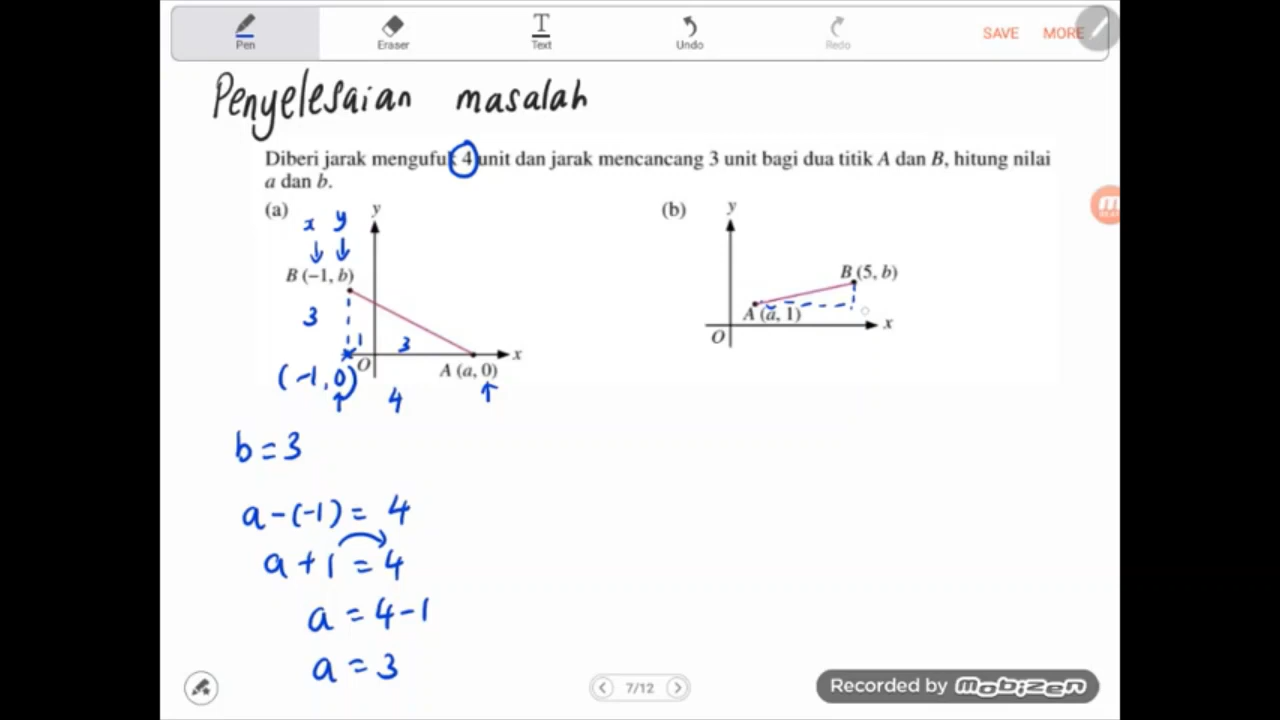 Pen Eraser Text Undo Redo SAVE MORE
Penyelesaian masalah
Diberi jarak mengufuk 4 unit dan jarak mencancang 3 unit bagi dua titik A dan B, hitung nilai
a dan b.
(a)
x y
y
B (−1, b)
3
1
3
O
x
(-1, 0)
A (a, 0)
4
b = 3
a - (-1) = 4
a + 1 = 4
a = 4 - 1
a = 3
(b)
y
B (5, b)
A (a, 1)
x
O
7/12
Recorded by MOBIZEN